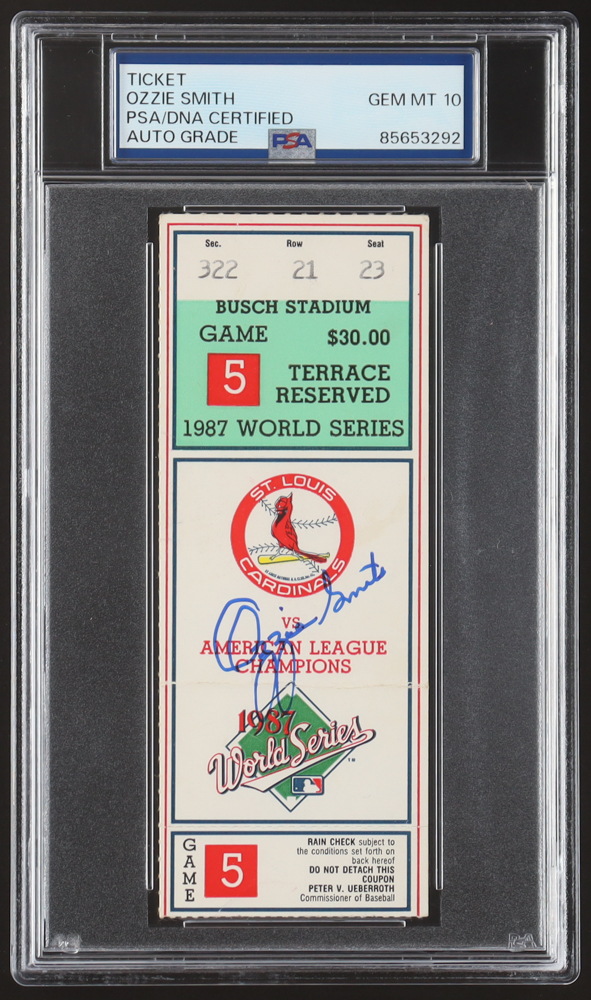 TICKET
OZZIE SMITH GEM MT 10
PSA/DNA CERTIFIED
AUTO GRADE PSA 85653292
Sec. Row Seat
322 21 23
BUSCH STADIUM
GAME $30.00
5 TERRACE
RESERVED
1987 WORLD SERIES
ST. LOUIS
CARDINALS
Ozzie Smith
VS.
AMERICAN LEAGUE
CHAMPIONS
1987
World Series
TM
GAME
5
RAIN CHECK subject to
the conditions set forth on
back hereof
DO NOT DETACH THIS
COUPON
PETER V. UEBERROTH
Commissioner of Baseball